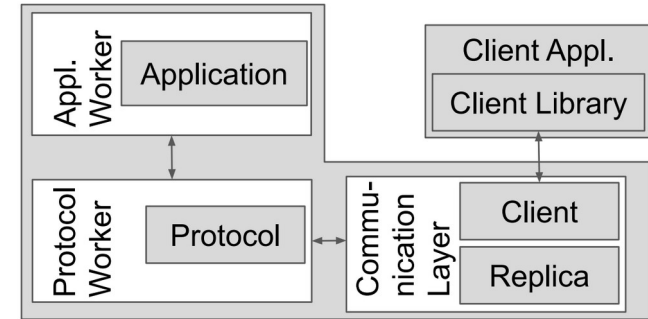 Appl.
Worker
Application
Client Appl.
Client Library
Protocol
Worker
Protocol
Commu-
nication
Layer
Client
Replica